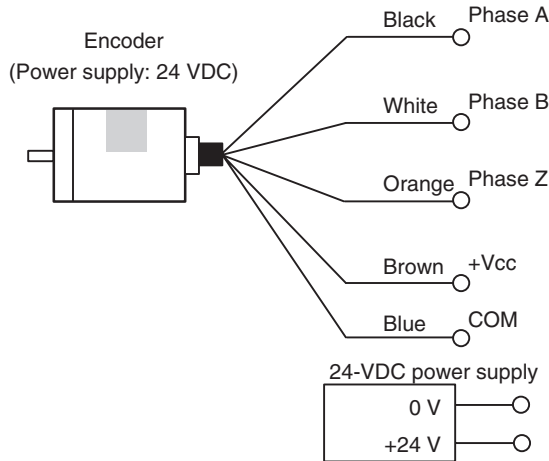 Encoder
(Power supply: 24 VDC)
Black Phase A
White Phase B
Orange Phase Z
Brown +Vcc
Blue COM
24-VDC power supply
0 V
+24 V